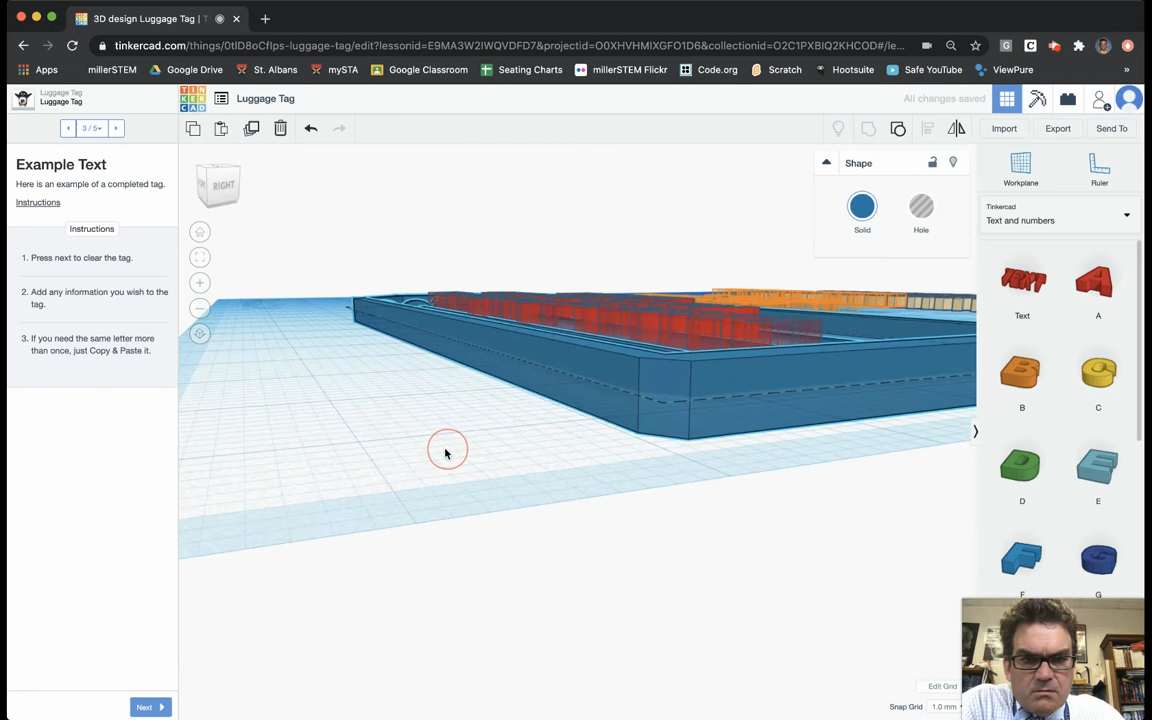 3D design Luggage Tag |
tinkercad.com/things/0tID8oCfIps-luggage-tag/edit?lessonid=E9MA3W2IWQVDFD7&projectid=O0XHVHMIXGFO1D6&collectionid=O2C1PXBIQ2KHCOD#/le...
Apps millerSTEM Google Drive St. Albans mySTA Google Classroom Seating Charts millerSTEM Flickr Code.org Scratch Hootsuite Safe YouTube ViewPure »
Luggage Tag
Luggage Tag
TIN
KER
CAD
Luggage Tag
All changes saved
3 / 5
Import Export Send To
Example Text
Here is an example of a completed tag.
Instructions
Instructions
1. Press next to clear the tag.
2. Add any information you wish to the
tag.
3. If you need the same letter more
than once, just Copy & Paste it.
Next
RIGHT
Shape
Solid Hole
Workplane Ruler
Tinkercad
Text and numbers
TEXT
Text A
B C
D E
F G
Edit Grid
Snap Grid 1.0 mm